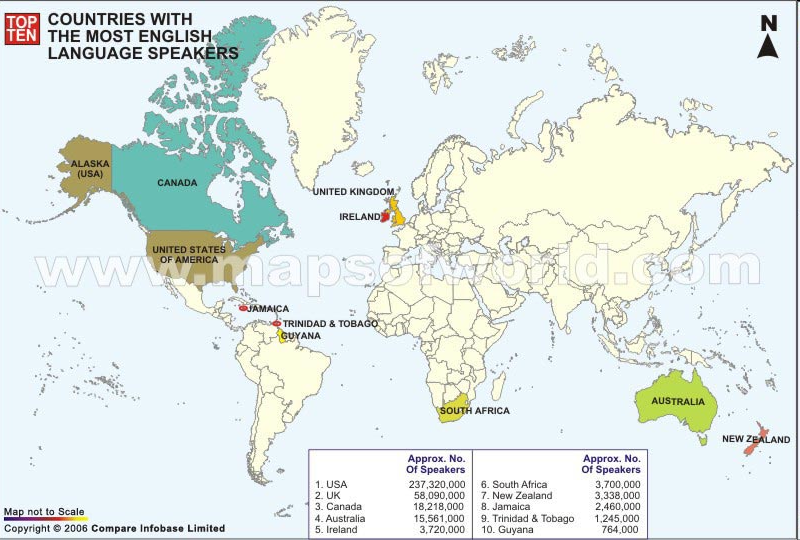 TOP
TEN
COUNTRIES WITH
THE MOST ENGLISH
LANGUAGE SPEAKERS
N
ALASKA
(USA)
CANADA
UNITED KINGDOM
IRELAND
UNITED STATES
OF AMERICA
www.mapsofworld.com
JAMAICA
TRINIDAD & TOBAGO
GUYANA
SOUTH AFRICA
AUSTRALIA
NEW ZEALAND
Approx. No.
Of Speakers
1. USA 237,320,000
2. UK 58,090,000
3. Canada 18,218,000
4. Australia 15,561,000
5. Ireland 3,720,000
Approx. No.
Of Speakers
6. South Africa 3,700,000
7. New Zealand 3,338,000
8. Jamaica 2,460,000
9. Trinidad & Tobago 1,245,000
10. Guyana 764,000
Map not to Scale
Copyright © 2006 Compare Infobase Limited